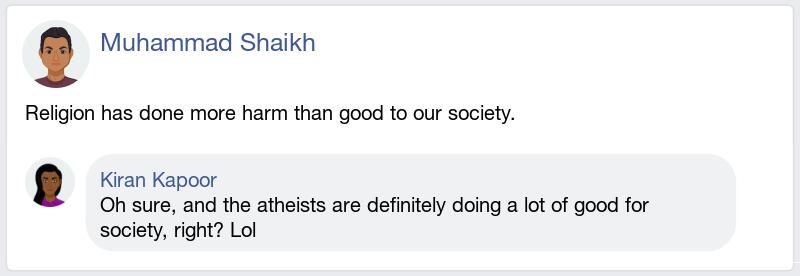 Muhammad Shaikh
Religion has done more harm than good to our society.
Kiran Kapoor
Oh sure, and the atheists are definitely doing a lot of good for
society, right? Lol